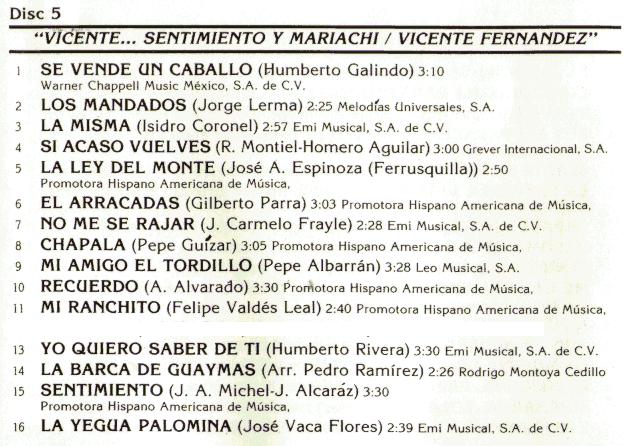 Disc 5
"VICENTE... SENTIMIENTO Y MARIACHI / VICENTE FERNANDEZ"
1 SE VENDE UN CABALLO (Humberto Galindo) 3:10
Warner Chappell Music México, S.A. de C.V.
2 LOS MANDADOS (Jorge Lerma) 2:25 Melodías Universales, S.A.
3 LA MISMA (Isidro Coronel) 2:57 Emi Musical, S.A. de C.V.
4 SI ACASO VUELVES (R. Montiel-Homero Aguilar) 3:00 Grever Internacional, S.A.
5 LA LEY DEL MONTE (José A. Espinoza (Ferrusquilla)) 2:50
Promotora Hispano Americana de Música,
6 EL ARRACADAS (Gilberto Parra) 3:03 Promotora Hispano Americana de Música,
7 NO ME SE RAJAR (J. Carmelo Frayle) 2:28 Emi Musical, S.A. de C.V.
8 CHAPALA (Pepe Guízar) 3:05 Promotora Hispano Americana de Música,
9 MI AMIGO EL TORDILLO (Pepe Albarrán) 3:28 Leo Musical, S.A.
10 RECUERDO (A. Alvarado) 3:30 Promotora Hispano Americana de Música,
11 MI RANCHITO (Felipe Valdés Leal) 2:40 Promotora Hispano Americana de Música,
13 YO QUIERO SABER DE TI (Humberto Rivera) 3:30 Emi Musical, S.A. de C.V.
14 LA BARCA DE GUAYMAS (Arr. Pedro Ramírez) 2:26 Rodrigo Montoya Cedillo
15 SENTIMIENTO (J. A. Michel-J. Alcaráz) 3:30
Promotora Hispano Americana de Música,
16 LA YEGUA PALOMINA (José Vaca Flores) 2:39 Emi Musical, S.A. de C.V.